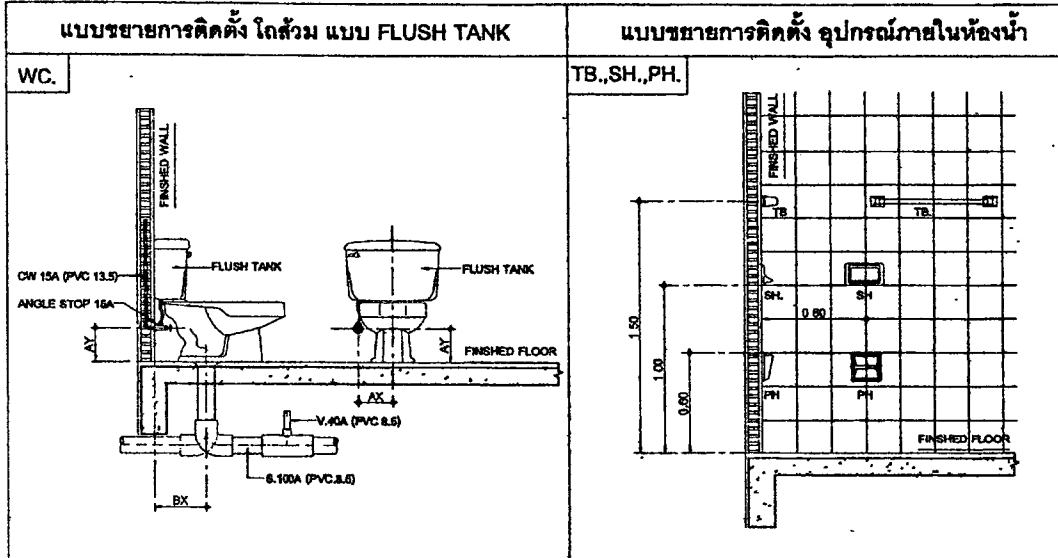 แบบขยายการติดตั้ง โถส้วม แบบ FLUSH TANK
WC.
FINSHED WALL
FLUSH TANK
FLUSH TANK
CW 15A (PVC 13.5)
ANGLE STOP 15A
AY
AY
FINSHED FLOOR
AX
V.40A (PVC 8.5)
S.100A (PVC.8.5)
BX
แบบขยายการติดตั้ง อุปกรณ์ภายในห้องน้ำ
TB.,SH.,PH.
FINSHED WALL
TB
TB.
SH.
SH
0.60
1.50
1.00
0.60
PH
PH
FINSHED FLOOR